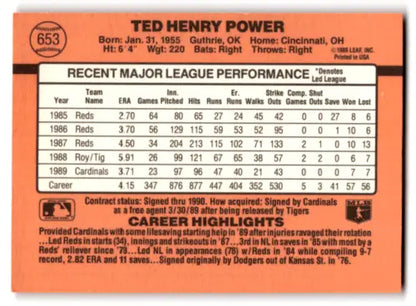 653
TED HENRY POWER
Born: Jan. 31, 1955 Guthrie, OK Home: Cincinnati, OH
Ht: 6'4" Wgt: 220 Bats: Right Throws: Right
©1989 LEAF, INC.
Printed in USA
RECENT MAJOR LEAGUE PERFORMANCE *Denotes Led League
Year Team Name ERA Games Inn. Pitched Hits Runs Er. Runs Walks Strike Outs Comp. Games Shut Outs Save Won Lost
1985 Reds 2.70 64 80 65 27 24 45 42 0 0 27 8 6
1986 Reds 3.70 56 129 115 59 53 52 95 0 0 1 10 6
1987 Reds 4.50 34 204 213 115 102 71 133 2 1 0 10 13
1988 Roy/Tig 5.91 26 99 121 67 65 38 57 2 2 0 6 7
1989 Cardinals 3.71 23 97 96 47 40 21 43 0 0 0 7 7
Career 4.15 347 876 877 443 404 352 530 5 3 41 57 56
Contract status: Signed thru 1990. How acquired: Signed by Cardinals
as a free agent 3/30/89 after being released by Tigers
CAREER HIGHLIGHTS
Provided Cardinals with some lifesaving starting help in '89 after injuries ravaged their rotation
...Led Reds in starts (34), innings and strikeouts in '87...3rd in NL in saves in '85 with most by a
Reds' reliever since '78...Led NL in appearances (78) w/Reds in '84 while compiling 9-7
record, 2.82 ERA and 11 saves...Signed originally by Dodgers out of Kansas St. in '76.